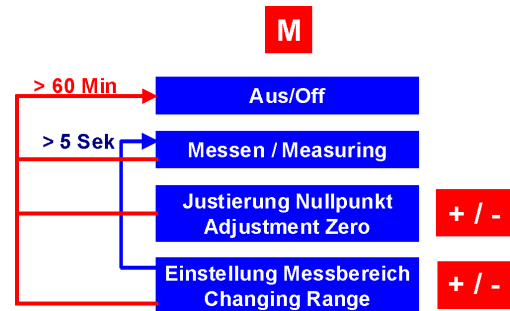 M
> 60 Min
Aus/Off
> 5 Sek
Messen / Measuring
Justierung Nullpunkt
Adjustment Zero
+ / -
Einstellung Messbereich
Changing Range
+ / -